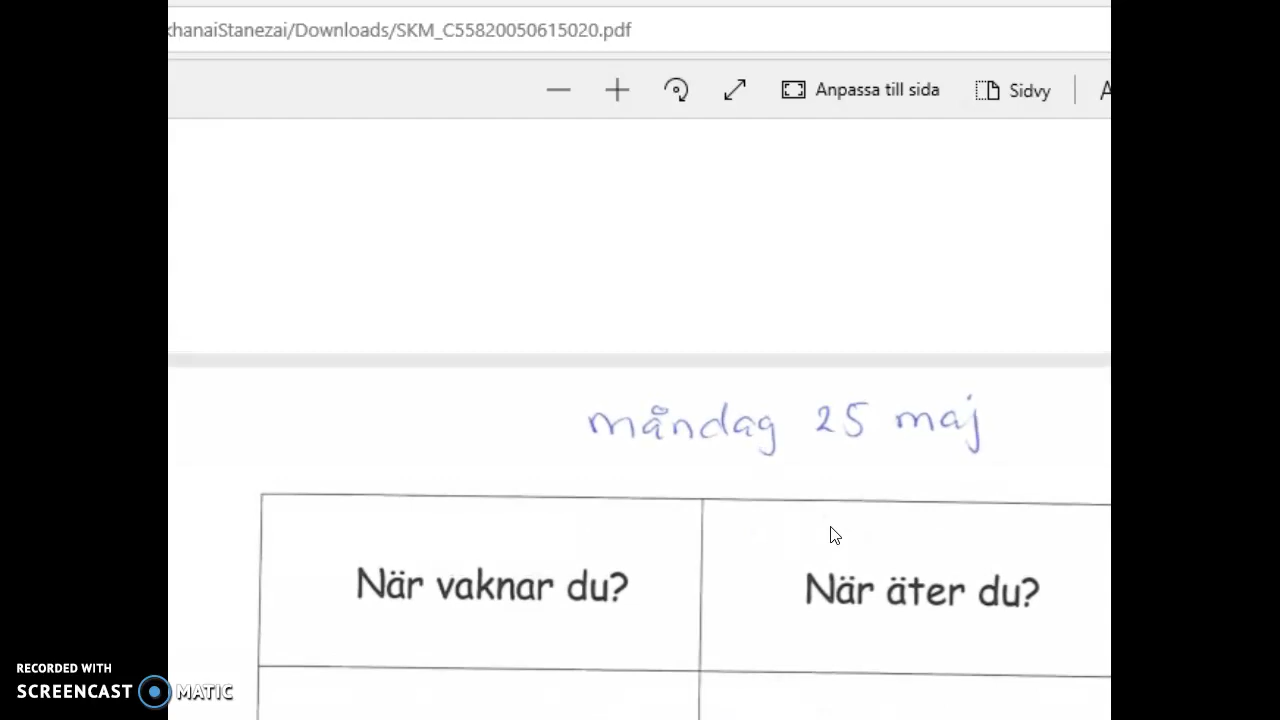 khanaiStanezai/Downloads/SKM_C55820050615020.pdf
Anpassa till sida Sidvy A
måndag 25 maj
När vaknar du? När äter du?
RECORDED WITH
SCREENCAST MATIC